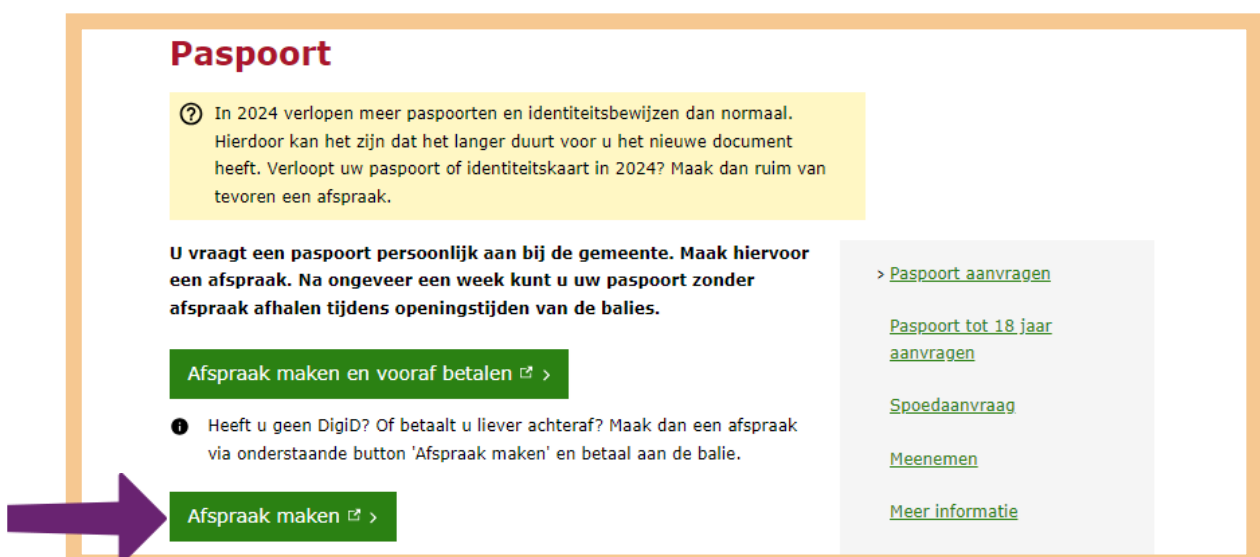 Paspoort
In 2024 verlopen meer paspoorten en identiteitsbewijzen dan normaal.
Hierdoor kan het zijn dat het langer duurt voor u het nieuwe document
heeft. Verloopt uw paspoort of identiteitskaart in 2024? Maak dan ruim van
tevoren een afspraak.
U vraagt een paspoort persoonlijk aan bij de gemeente. Maak hiervoor
een afspraak. Na ongeveer een week kunt u uw paspoort zonder
afspraak afhalen tijdens openingstijden van de balies.
Afspraak maken en vooraf betalen
Heeft u geen DigiD? Of betaalt u liever achteraf? Maak dan een afspraak
via onderstaande button 'Afspraak maken' en betaal aan de balie.
Afspraak maken
Paspoort aanvragen
Paspoort tot 18 jaar
aanvragen
Spoedaanvraag
Meenemen
Meer informatie